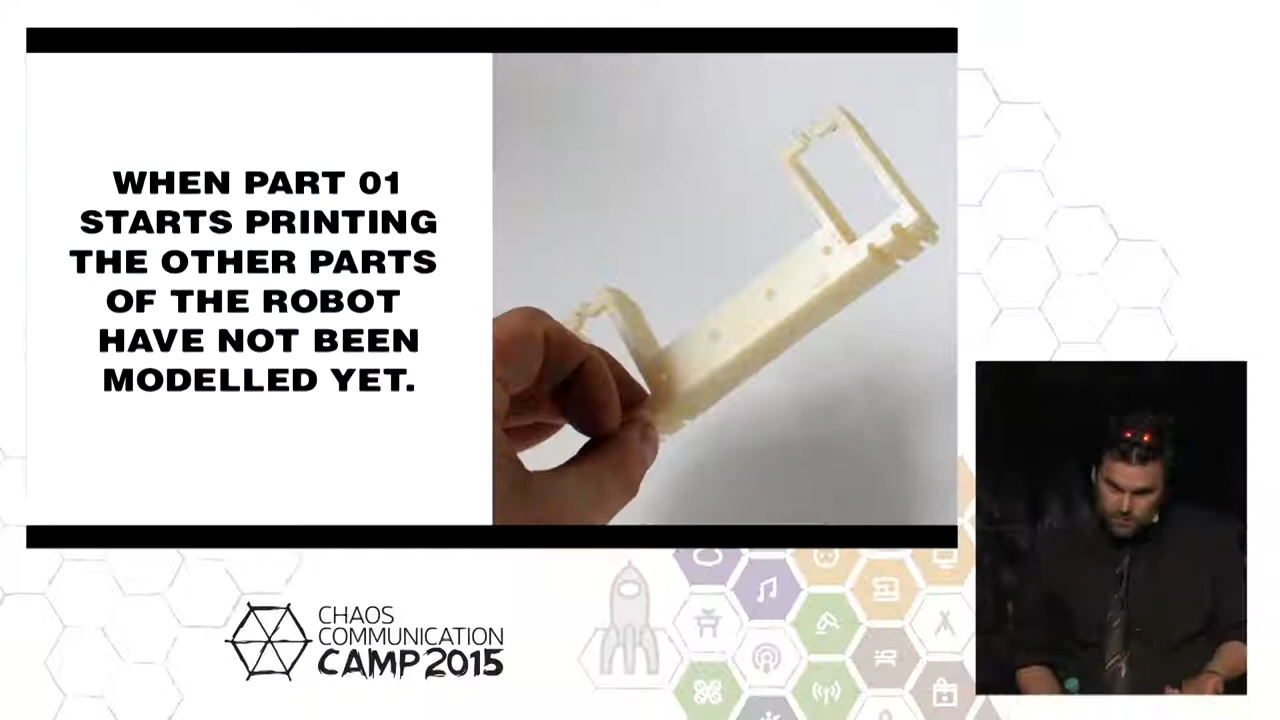 WHEN PART 01
STARTS PRINTING
THE OTHER PARTS
OF THE ROBOT
HAVE NOT BEEN
MODELLED YET.
CHAOS
COMMUNICATION
CAMP 2015